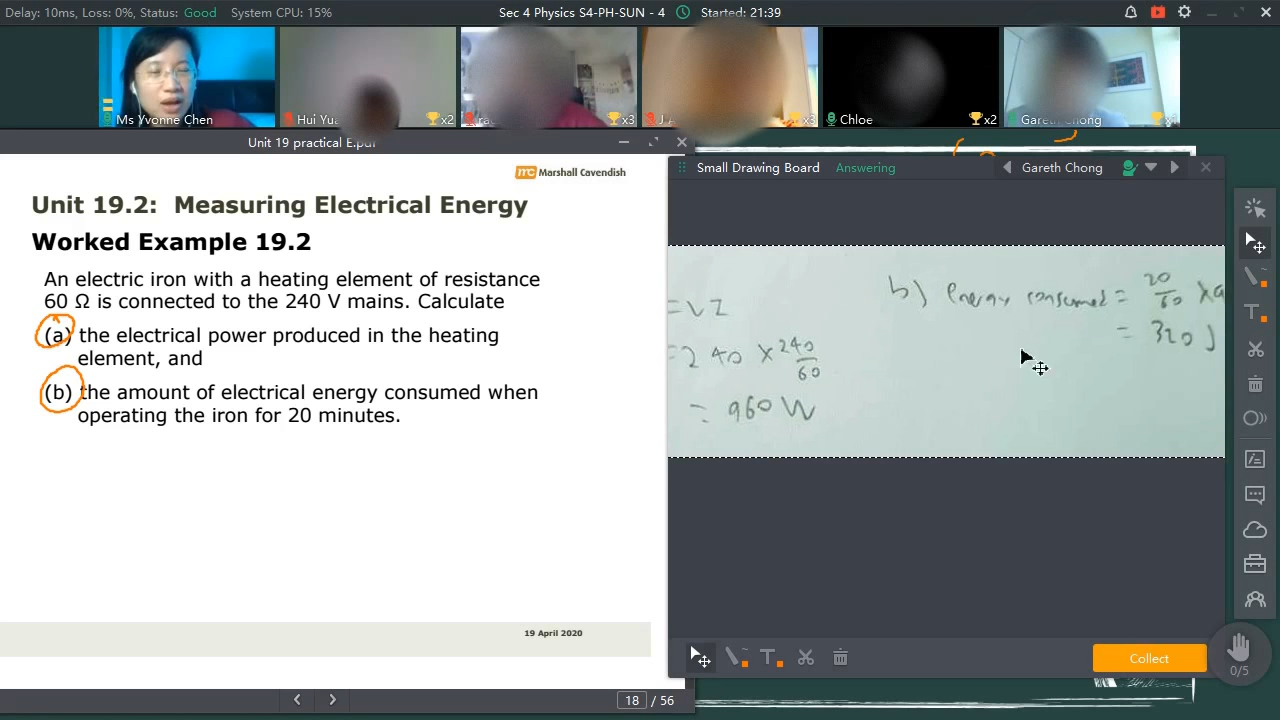 Delay: 10ms, Loss: 0.0%, Status: Good System CPU: 15%
Sec 4 Physics S4-PH-SUN - 4 Started: 21:39
Ms Yvonne Chen
Hui Yu
x2
x3
J
x3
Chloe
x2
Gareth Chong
Unit 19 practical E.pdf
mc Marshall Cavendish
Unit 19.2: Measuring Electrical Energy
Worked Example 19.2
An electric iron with a heating element of resistance
60 Ω is connected to the 240 V mains. Calculate
(a) the electrical power produced in the heating
element, and
(b) the amount of electrical energy consumed when
operating the iron for 20 minutes.
19 April 2020
18 / 56
Small Drawing Board Answering Gareth Chong
= VI
= 240 × 240/60
= 960 W
b) energy consumed = 20/60 × 9
= 320 J
Collect
0/5